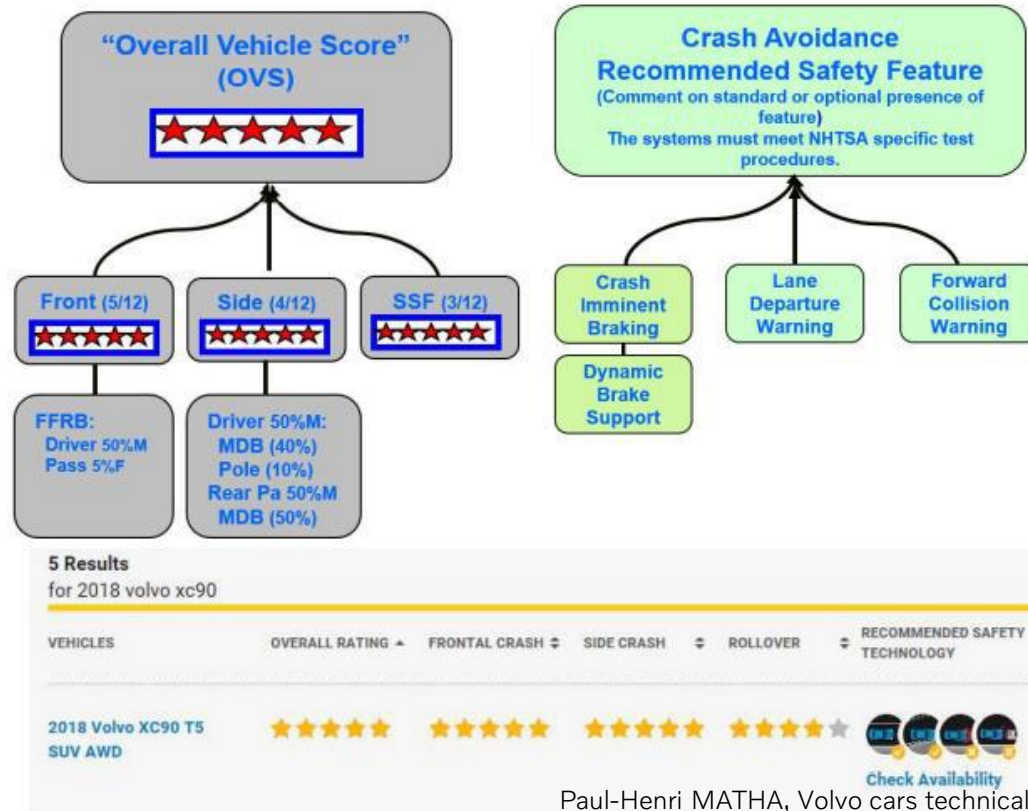 “Overall Vehicle Score”
(OVS)
Crash Avoidance
Recommended Safety Feature
(Comment on standard or optional presence of
feature)
The systems must meet NHTSA specific test
procedures.
Front (5/12)
Side (4/12)
SSF (3/12)
Crash
Imminent
Braking
Lane
Departure
Warning
Forward
Collision
Warning
Dynamic
Brake
Support
FFRB:
Driver 50%M
Pass 5%F
Driver 50%M:
MDB (40%)
Pole (10%)
Rear Pa 50%M
MDB (50%)
5 Results
for 2018 volvo xc90
VEHICLES OVERALL RATING FRONTAL CRASH SIDE CRASH ROLLOVER RECOMMENDED SAFETY
TECHNOLOGY
2018 Volvo XC90 T5
SUV AWD
Check Availability
Paul-Henri MATHA, Volvo cars technical